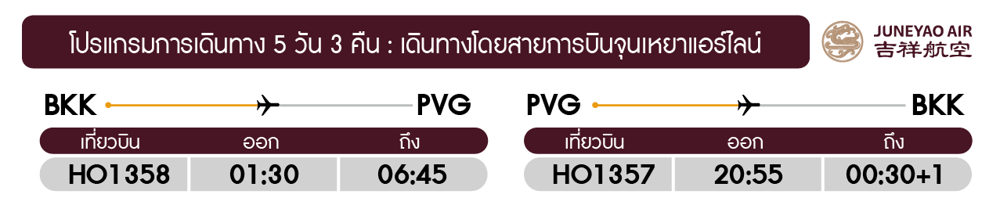 โปรแกรมการเดินทาง 5 วัน 3 คืน : เดินทางโดยสายการบินจุนเหยาแอร์ไลน์
JUNEYAO AIR
吉祥航空
BKK PVG
เที่ยวบิน ออก ถึง
HO1358 01:30 06:45
PVG BKK
เที่ยวบิน ออก ถึง
HO1357 20:55 00:30+1